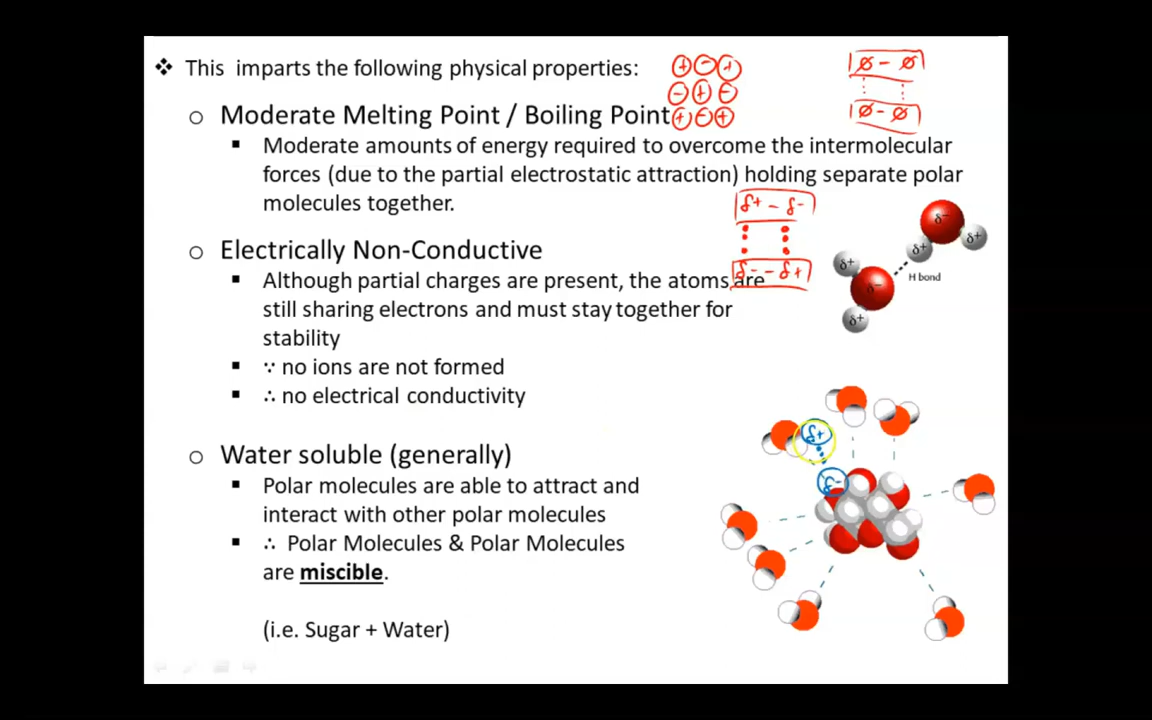 ❖ This imparts the following physical properties:
+ - +
- + -
+ - +
∅ - ∅
∅ - ∅
o Moderate Melting Point / Boiling Point
▪ Moderate amounts of energy required to overcome the intermolecular
forces (due to the partial electrostatic attraction) holding separate polar
molecules together.
δ+ - δ-
δ- - δ+
δ-
δ+
δ+
H bond
δ+
δ-
δ+
o Electrically Non-Conductive
▪ Although partial charges are present, the atoms are
still sharing electrons and must stay together for
stability
▪ ∵ no ions are not formed
▪ ∴ no electrical conductivity
δ+
δ-
o Water soluble (generally)
▪ Polar molecules are able to attract and
interact with other polar molecules
▪ ∴ Polar Molecules & Polar Molecules
are miscible.
(i.e. Sugar + Water)